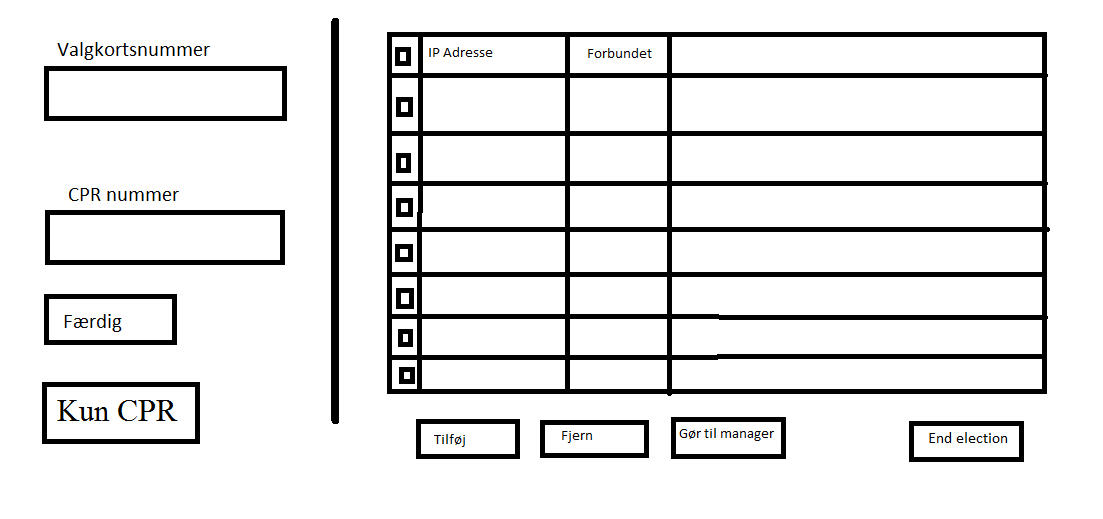 Valgkortsnummer
CPR nummer
Færdig
Kun CPR
IP Adresse
Forbundet
Tilføj
Fjern
Gør til manager
End election